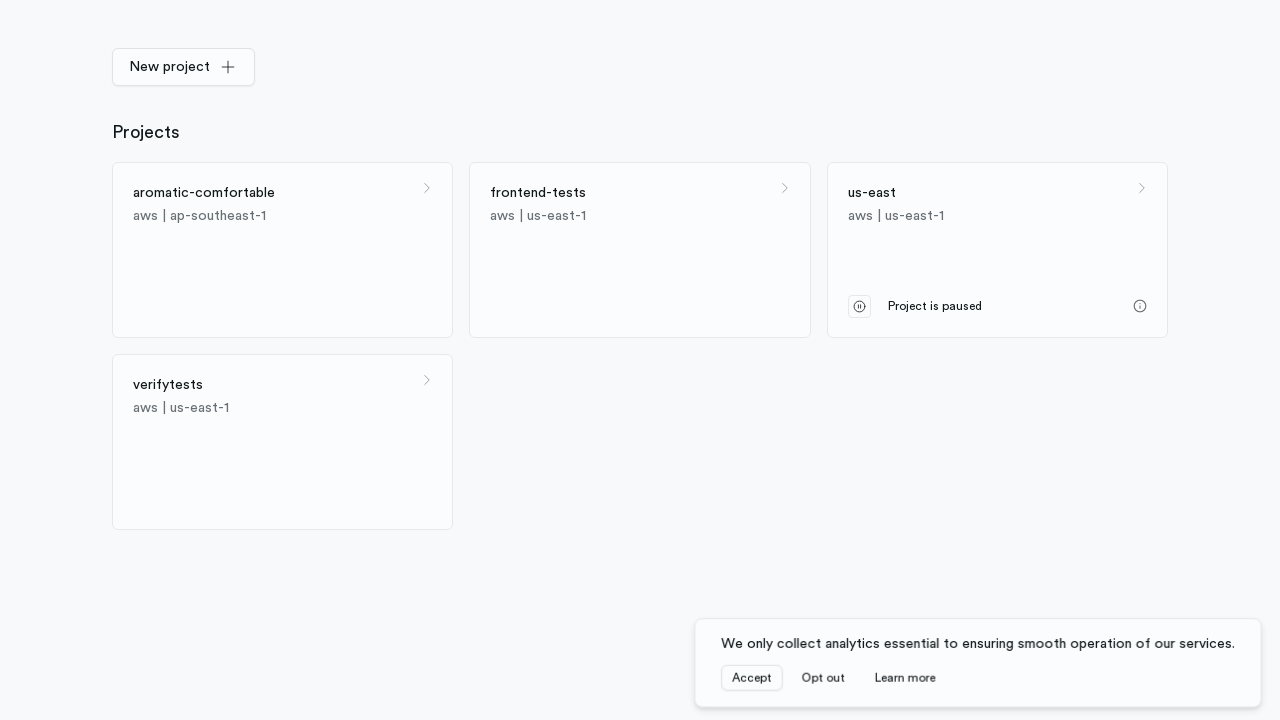 New project
Projects
aromatic-comfortable
aws | ap-southeast-1
frontend-tests
aws | us-east-1
us-east
aws | us-east-1
Project is paused
verifytests
aws | us-east-1
We only collect analytics essential to ensuring smooth operation of our services.
Accept
Opt out
Learn more